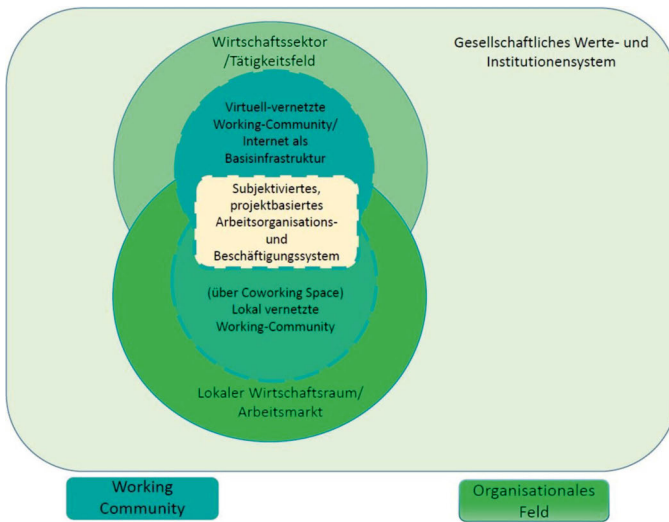 Wirtschaftssektor
/Tätigkeitsfeld
Gesellschaftliches Werte- und
Institutionensystem
Virtuell-vernetzte
Working-Community/
Internet als
Basisinfrastruktur
Subjektiviertes,
projektbasiertes
Arbeitsorganisations-
und
Beschäftigungssystem
(über Coworking Space)
Lokal vernetzte
Working-Community
Lokaler Wirtschaftsraum/
Arbeitsmarkt
Working
Community
Organisationales
Feld